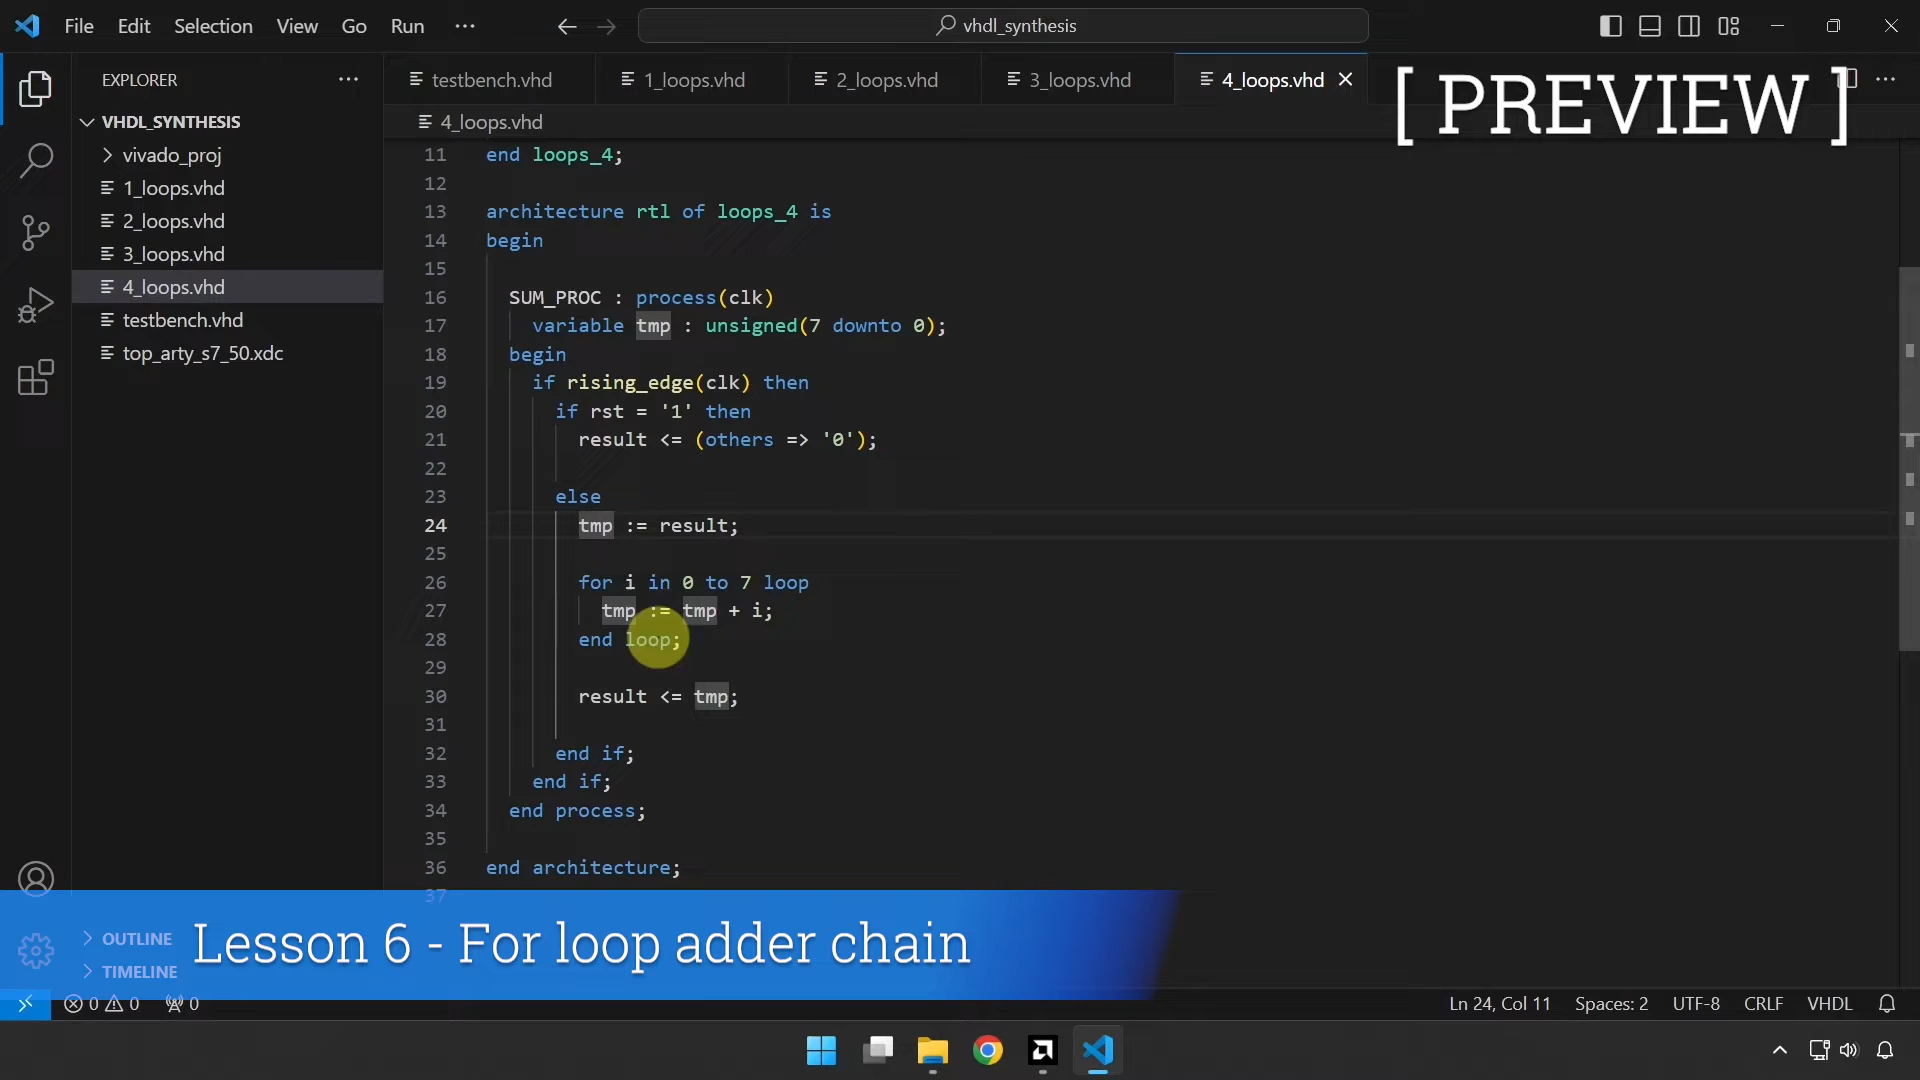 File Edit Selection View Go Run ···
vhdl_synthesis
EXPLORER ···
VHDL_SYNTHESIS
vivado_proj
1_loops.vhd
2_loops.vhd
3_loops.vhd
4_loops.vhd
testbench.vhd
top_arty_s7_50.xdc
testbench.vhd 1_loops.vhd 2_loops.vhd 3_loops.vhd 4_loops.vhd
[ PREVIEW ]
4_loops.vhd
11 end loops_4;
12
13 architecture rtl of loops_4 is
14 begin
15
16 SUM_PROC : process(clk)
17 variable tmp : unsigned(7 downto 0);
18 begin
19 if rising_edge(clk) then
20 if rst = '1' then
21 result <= (others => '0');
22
23 else
24 tmp := result;
25
26 for i in 0 to 7 loop
27 tmp := tmp + i;
28 end loop;
29
30 result <= tmp;
31
32 end if;
33 end if;
34 end process;
35
36 end architecture;
37
OUTLINE
TIMELINE
Lesson 6 - For loop adder chain
0 0 0
Ln 24, Col 11 Spaces: 2 UTF-8 CRLF VHDL